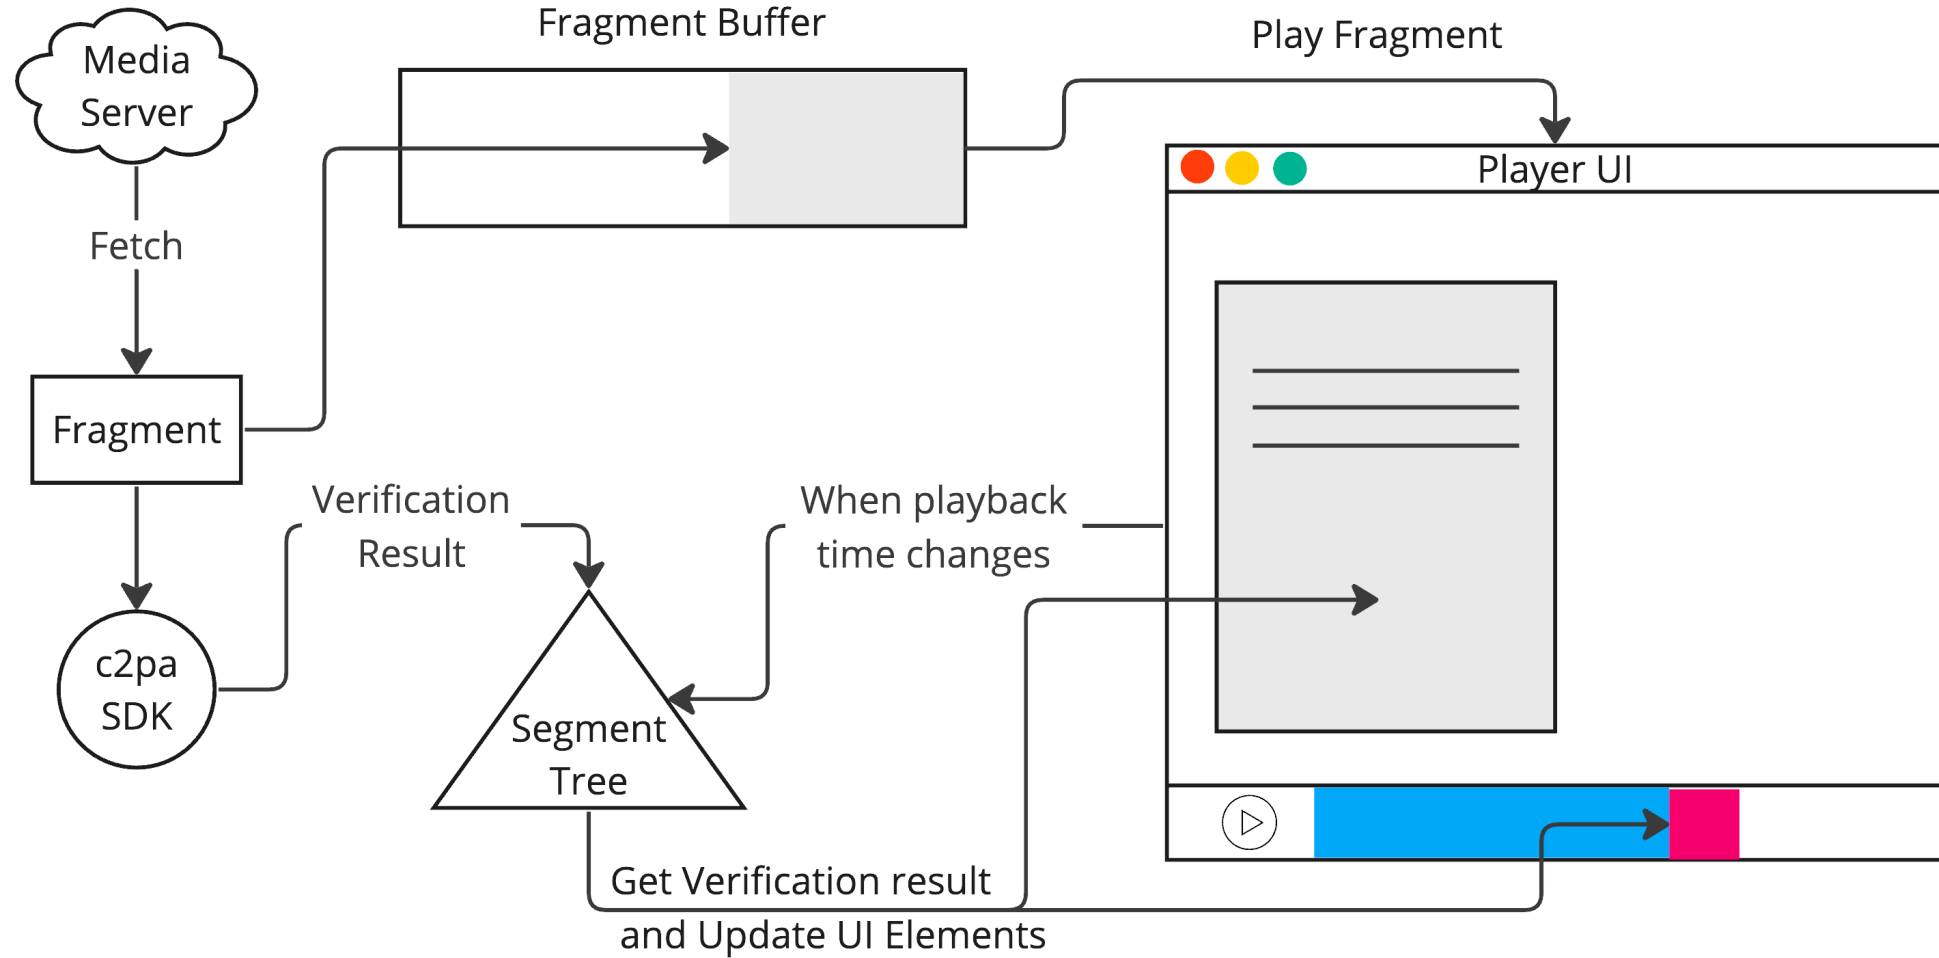 Media
Server
Fragment Buffer
Play Fragment
Player UI
Fetch
Fragment
Verification
Result
When playback
time changes
c2pa
SDK
Segment
Tree
Get Verification result
and Update UI Elements